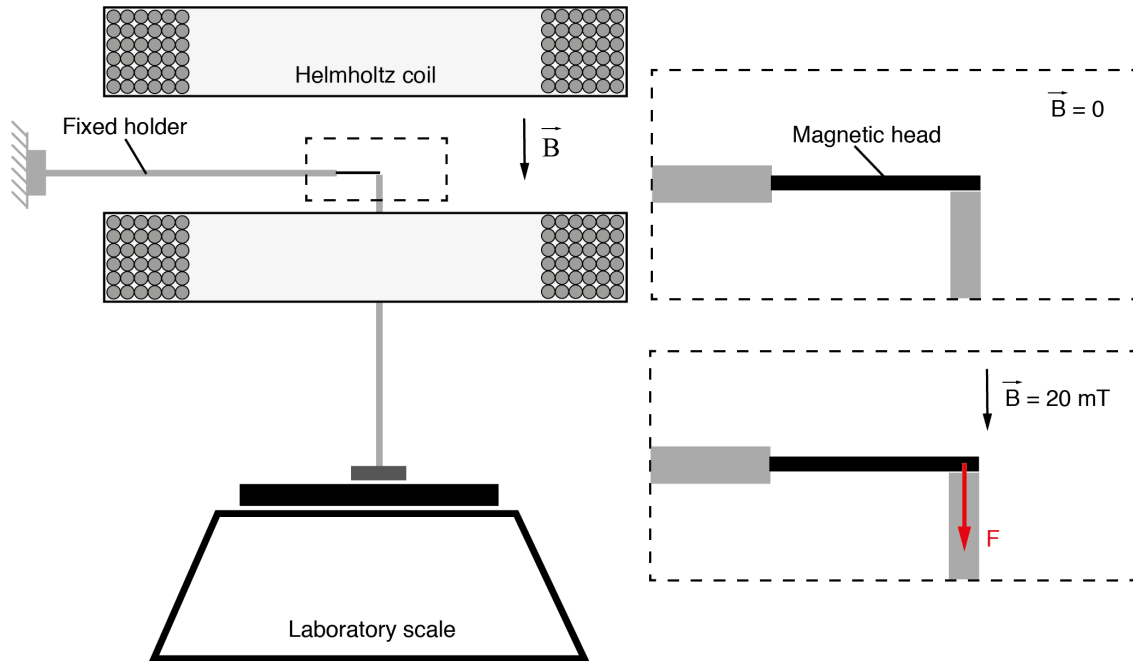 Helmholtz coil
Fixed holder
B
Laboratory scale
B = 0
Magnetic head
B = 20 mT
F